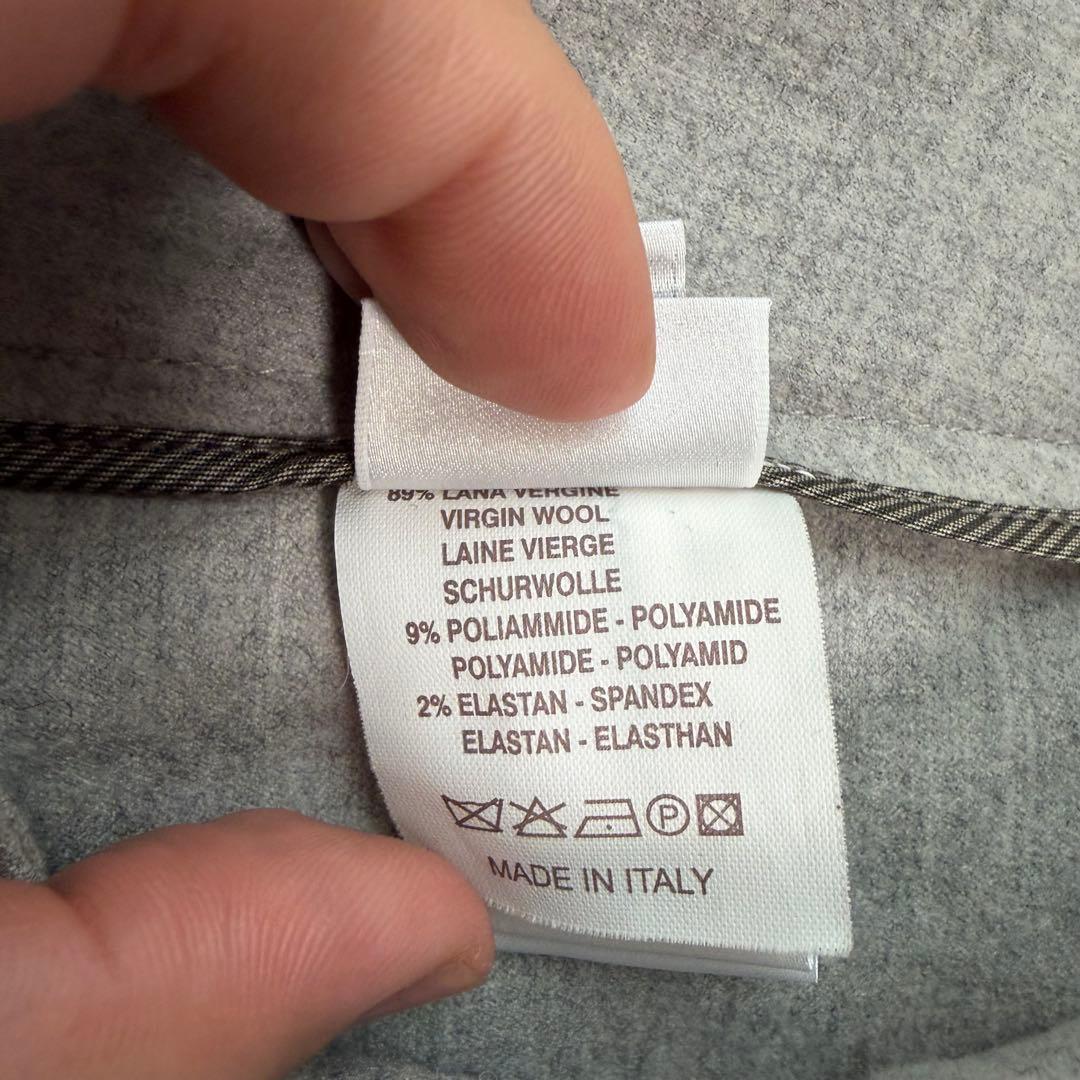 89% LANA VERGINE
VIRGIN WOOL
LAINE VIERGE
SCHURWOLLE
9% POLIAMMIDE - POLYAMIDE
POLYAMIDE - POLYAMID
2% ELASTAN - SPANDEX
ELASTAN - ELASTHAN
P
MADE IN ITALY